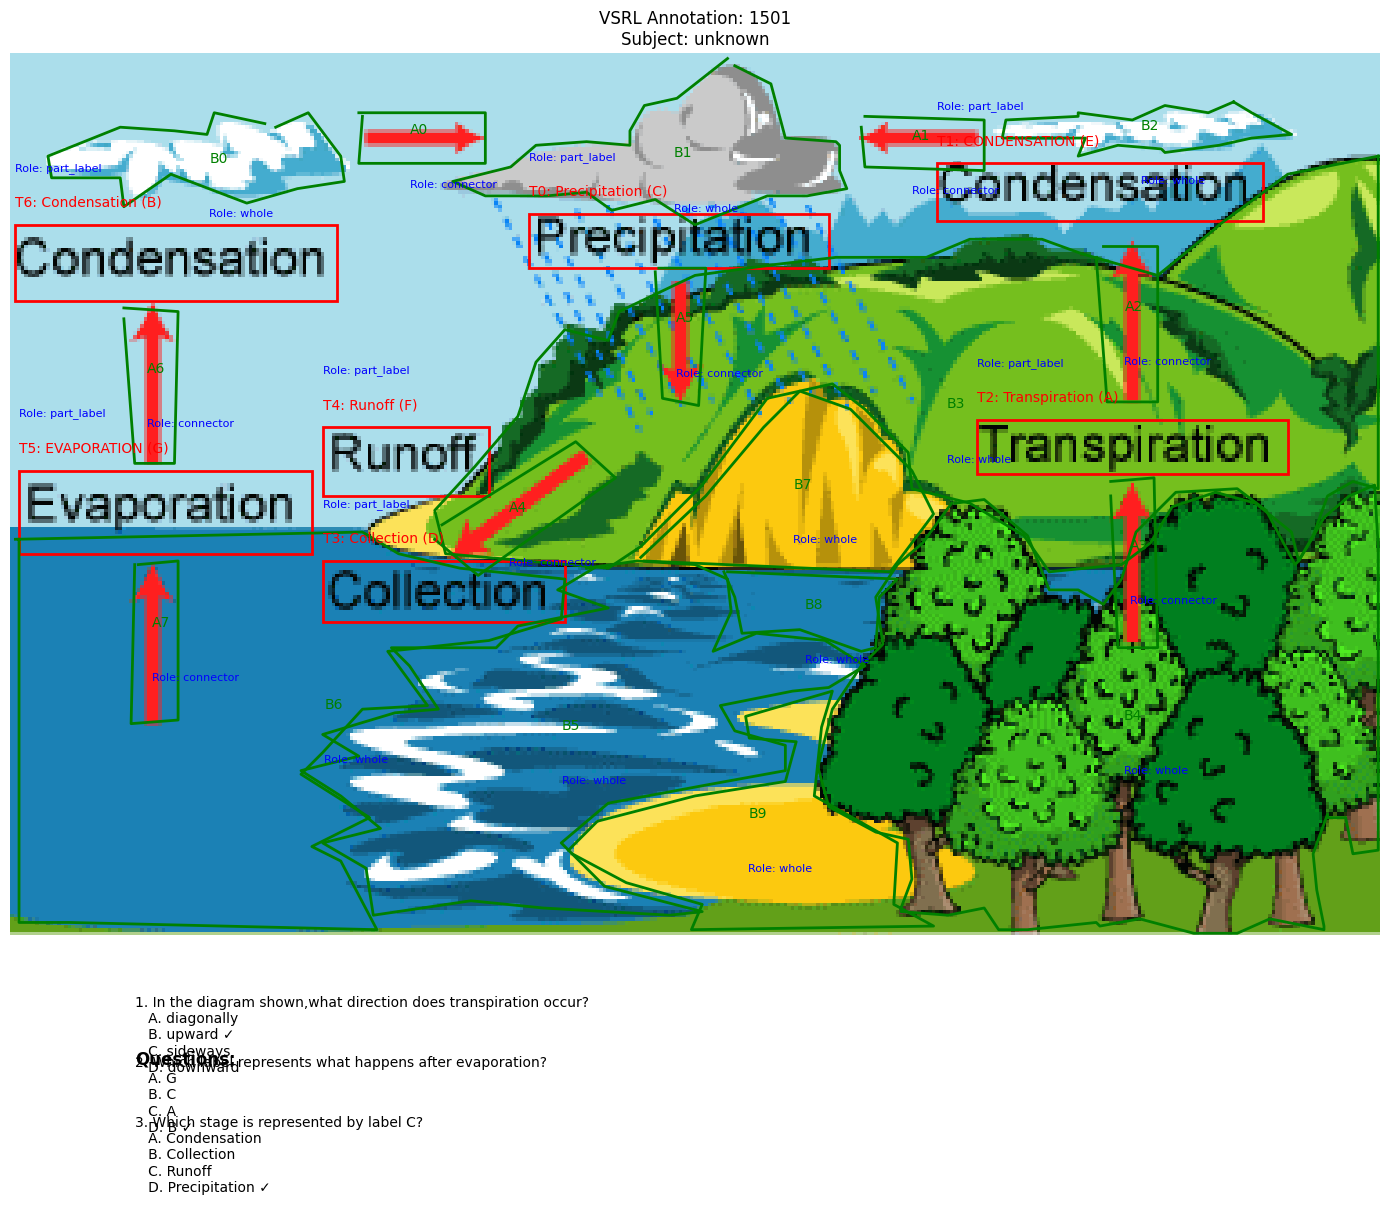 VSRL Annotation: 1501
Subject: unknown
A0
B1
A1
Role: part_label
T1: CONDENSATION (E)
B2
B0
Role: part_label
T6: Condensation (B)
Role: connector
Role: whole
Role: part_label
T0: Precipitation (C)
Role: whole
Role: connector
Role: whole
Condensation
Precipitation
Condensation
A6
Role: connector
A5
Role: connector
A2
Role: connector
Role: part_label
T4: Runoff (F)
Runoff
Role: part_label
T2: Transpiration (A)
B3
Role: whole
Transpiration
Role: part_label
T5: EVAPORATION (G)
Evaporation
Role: part_label
T3: Collection (D)
Collection
A4
Role: connector
B7
Role: whole
Role: connector
A7
Role: connector
B8
Role: whole
B6
Role: whole
B5
Role: whole
B4
Role: whole
B9
Role: whole
1. In the diagram shown,what direction does transpiration occur?
A. diagonally
B. upward ✓
C. sideways
D. downward
Questions:
2. Which label represents what happens after evaporation?
A. G
B. C
C. A
D. B ✓
3. Which stage is represented by label C?
A. Condensation
B. Collection
C. Runoff
D. Precipitation ✓